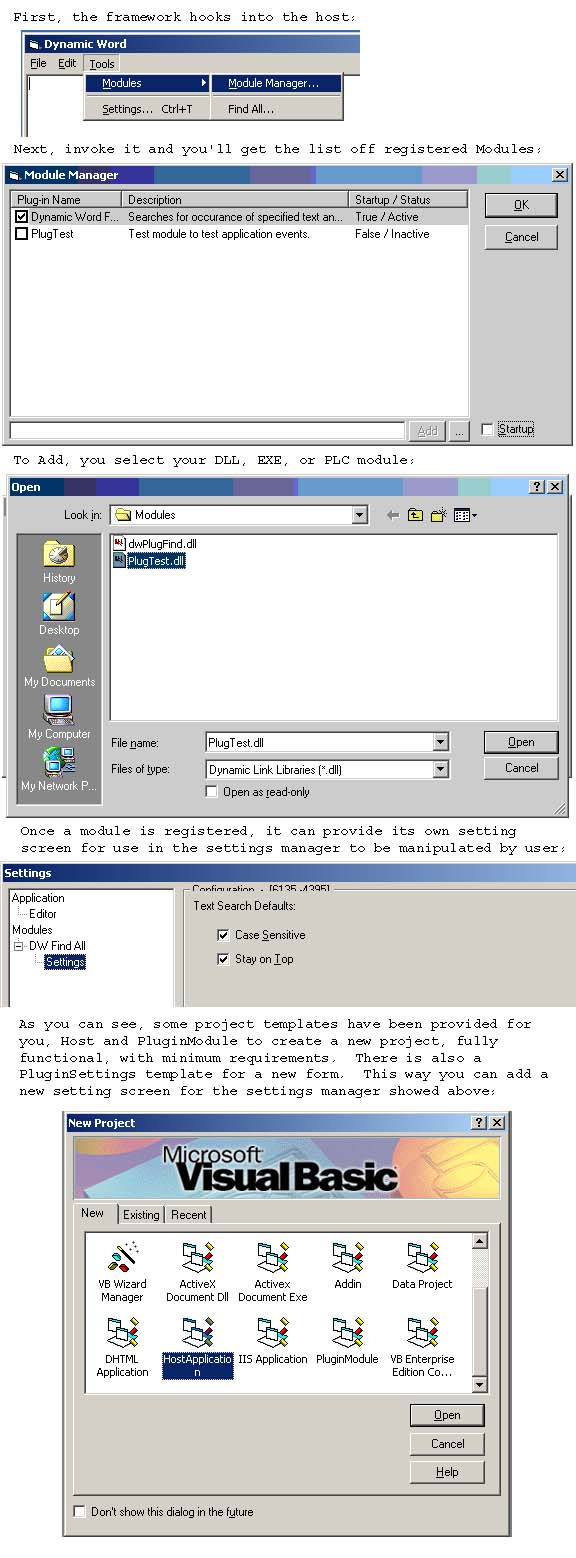 First, the framework hooks into the host;
Dynamic Word
File Edit Tools
Modules Module Manager...
Settings... Ctrl+T Find All...
Next, invoke it and you'll get the list off registered Modules;
Module Manager
Plug-in Name Description Startup / Status
Dynamic Word F... Searches for occurance of specified text an... True / Active
PlugTest Test module to test application events. False / Inactive
OK
Cancel
Add ... Startup
To Add, you select your DLL, EXE, or PLC module;
Open
Look in: Modules
dwPlugFind.dll
PlugTest.dll
History
Desktop
My Documents
My Computer
My Network P...
File name: PlugTest.dll Open
Files of type: Dynamic Link Libraries (*.dll) Cancel
Open as read-only
Once a module is registered, it can provide its own setting
screen for use in the settings manager to be manipulated by user;
Settings
Application
Editor
Modules
DW Find All
Settings
Configuration - [6135,-4395]
Text Search Defaults:
Case Sensitive
Stay on Top
As you can see, some project templates have been provided for
you, Host and PluginModule to create a new project, fully
functional, with minimum requirements. There is also a
PluginSettings template for a new form. This way you can add a
new setting screen for the settings manager showed above;
New Project
Microsoft
Visual Basic
New Existing Recent
VB Wizard Manager
ActiveX Document Dll
Activex Document Exe
Addin
Data Project
DHTML Application
HostApplication
IIS Application
PluginModule
VB Enterprise Edition Co...
Open
Cancel
Help
Don't show this dialog in the future